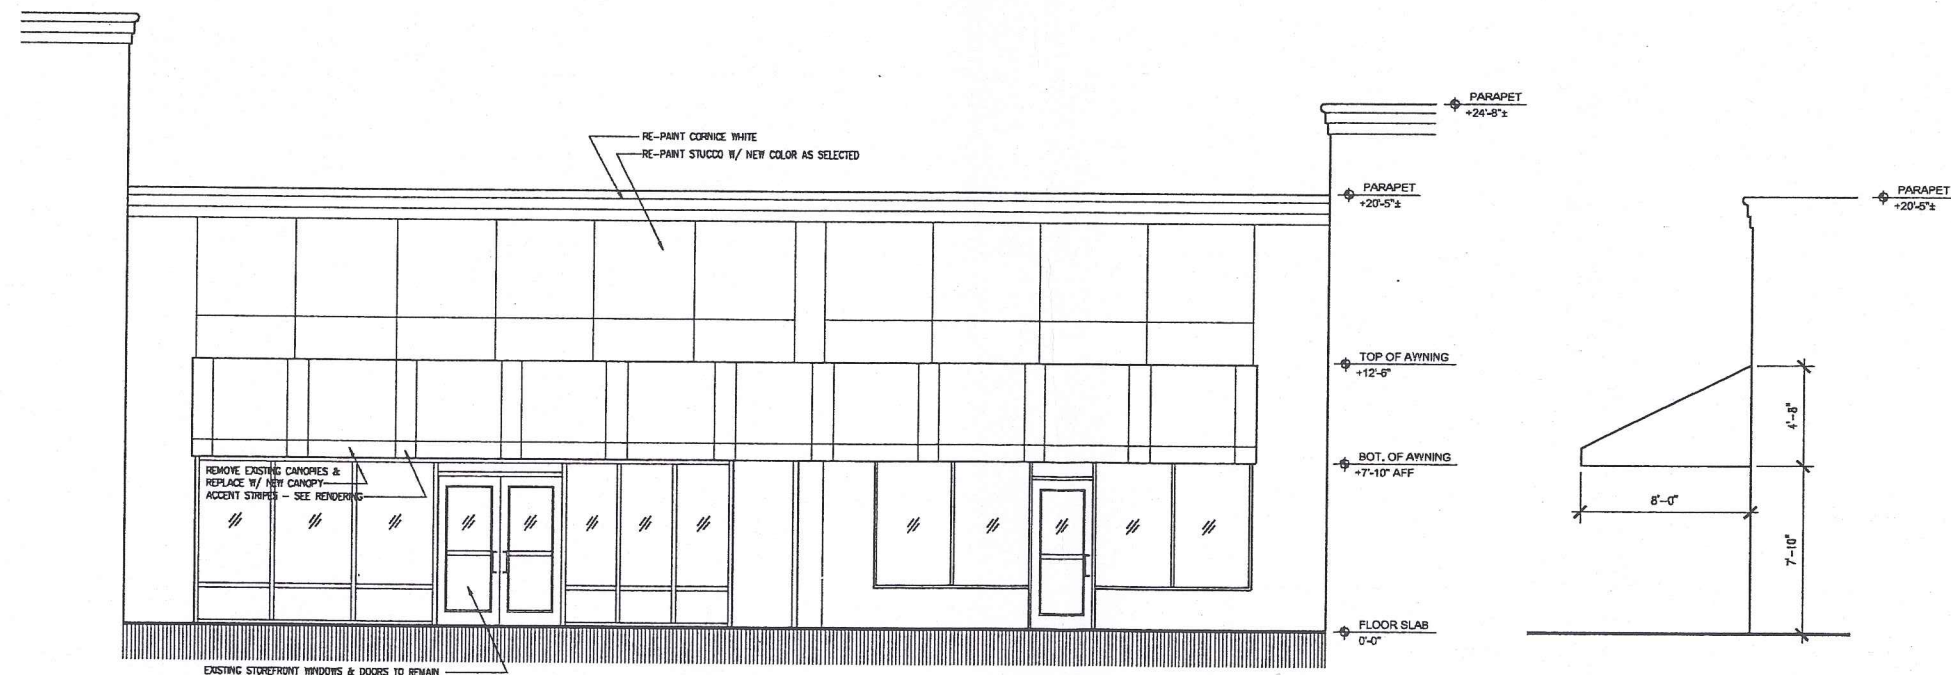 RE-PAINT CORNICE WHITE
RE-PAINT STUCCO W/ NEW COLOR AS SELECTED
PARAPET
+24'-8"±
PARAPET
+20'-5"±
PARAPET
+20'-5"±
TOP OF AWNING
+12'-6"
BOT. OF AWNING
+7'-10" AFF
FLOOR SLAB
0'-0"
REMOVE EXISTING CANOPIES &
REPLACE W/ NEW CANOPY
ACCENT STRIPES - SEE RENDERING
EXISTING STOREFRONT WINDOWS & DOORS TO REMAIN
4'-8"
8'-0"
7'-10"